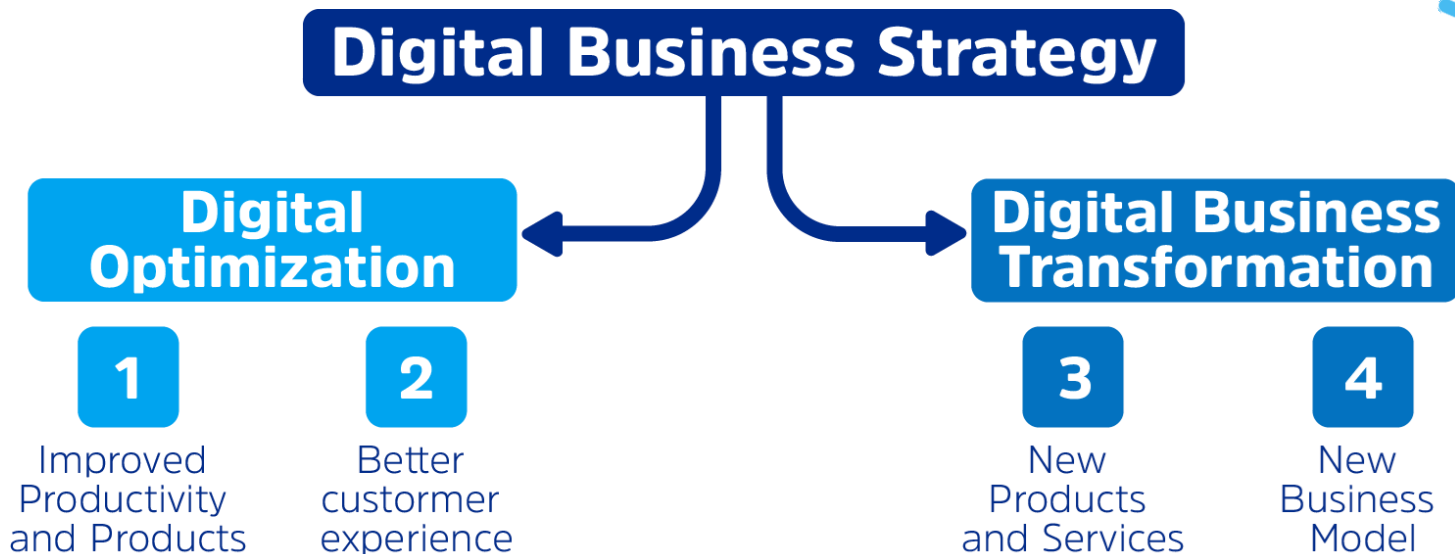 Digital Business Strategy
Digital
Optimization
Digital Business
Transformation
1
Improved
Productivity
and Products
2
Better
custormer
experience
3
New
Products
and Services
4
New
Business
Model